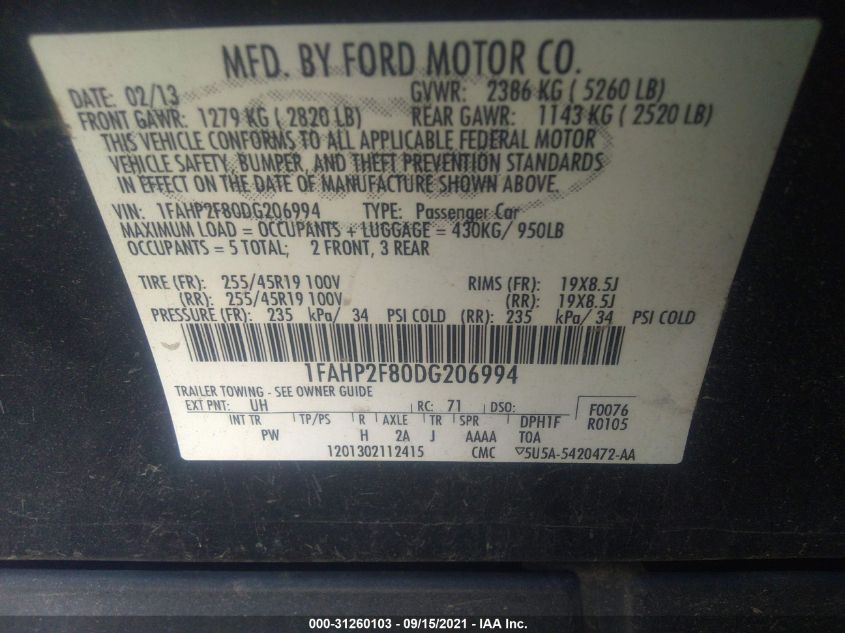 MFD. BY FORD MOTOR CO.
DATE: 02/13 GVWR: 2386 KG ( 5260 LB)
FRONT GAWR: 1279 KG ( 2820 LB) REAR GAWR: 1143 KG ( 2520 LB)
THIS VEHICLE CONFORMS TO ALL APPLICABLE FEDERAL MOTOR
VEHICLE SAFETY, BUMPER, AND THEFT PREVENTION STANDARDS
IN EFFECT ON THE DATE OF MANUFACTURE SHOWN ABOVE.
VIN: 1FAHP2F80DG206994 TYPE: Passenger Car
MAXIMUM LOAD = OCCUPANTS + LUGGAGE = 430KG/ 950LB
OCCUPANTS = 5 TOTAL; 2 FRONT, 3 REAR
TIRE (FR): 255/45R19 100V RIMS (FR): 19X8.5J
(RR): 255/45R19 100V (RR): 19X8.5J
PRESSURE (FR): 235 kPa/ 34 PSI COLD (RR): 235 kPa/ 34 PSI COLD
1FAHP2F80DG206994
TRAILER TOWING - SEE OWNER GUIDE
EXT PNT: UH RC: 71 DSO: F0076
INT TR TP/PS R AXLE TR SPR DPH1F R0105
PW H 2A J AAAA TOA
1201302112415 CMC ▽5U5A-5420472-AA
000-31260103 - 09/15/2021 - IAA Inc.